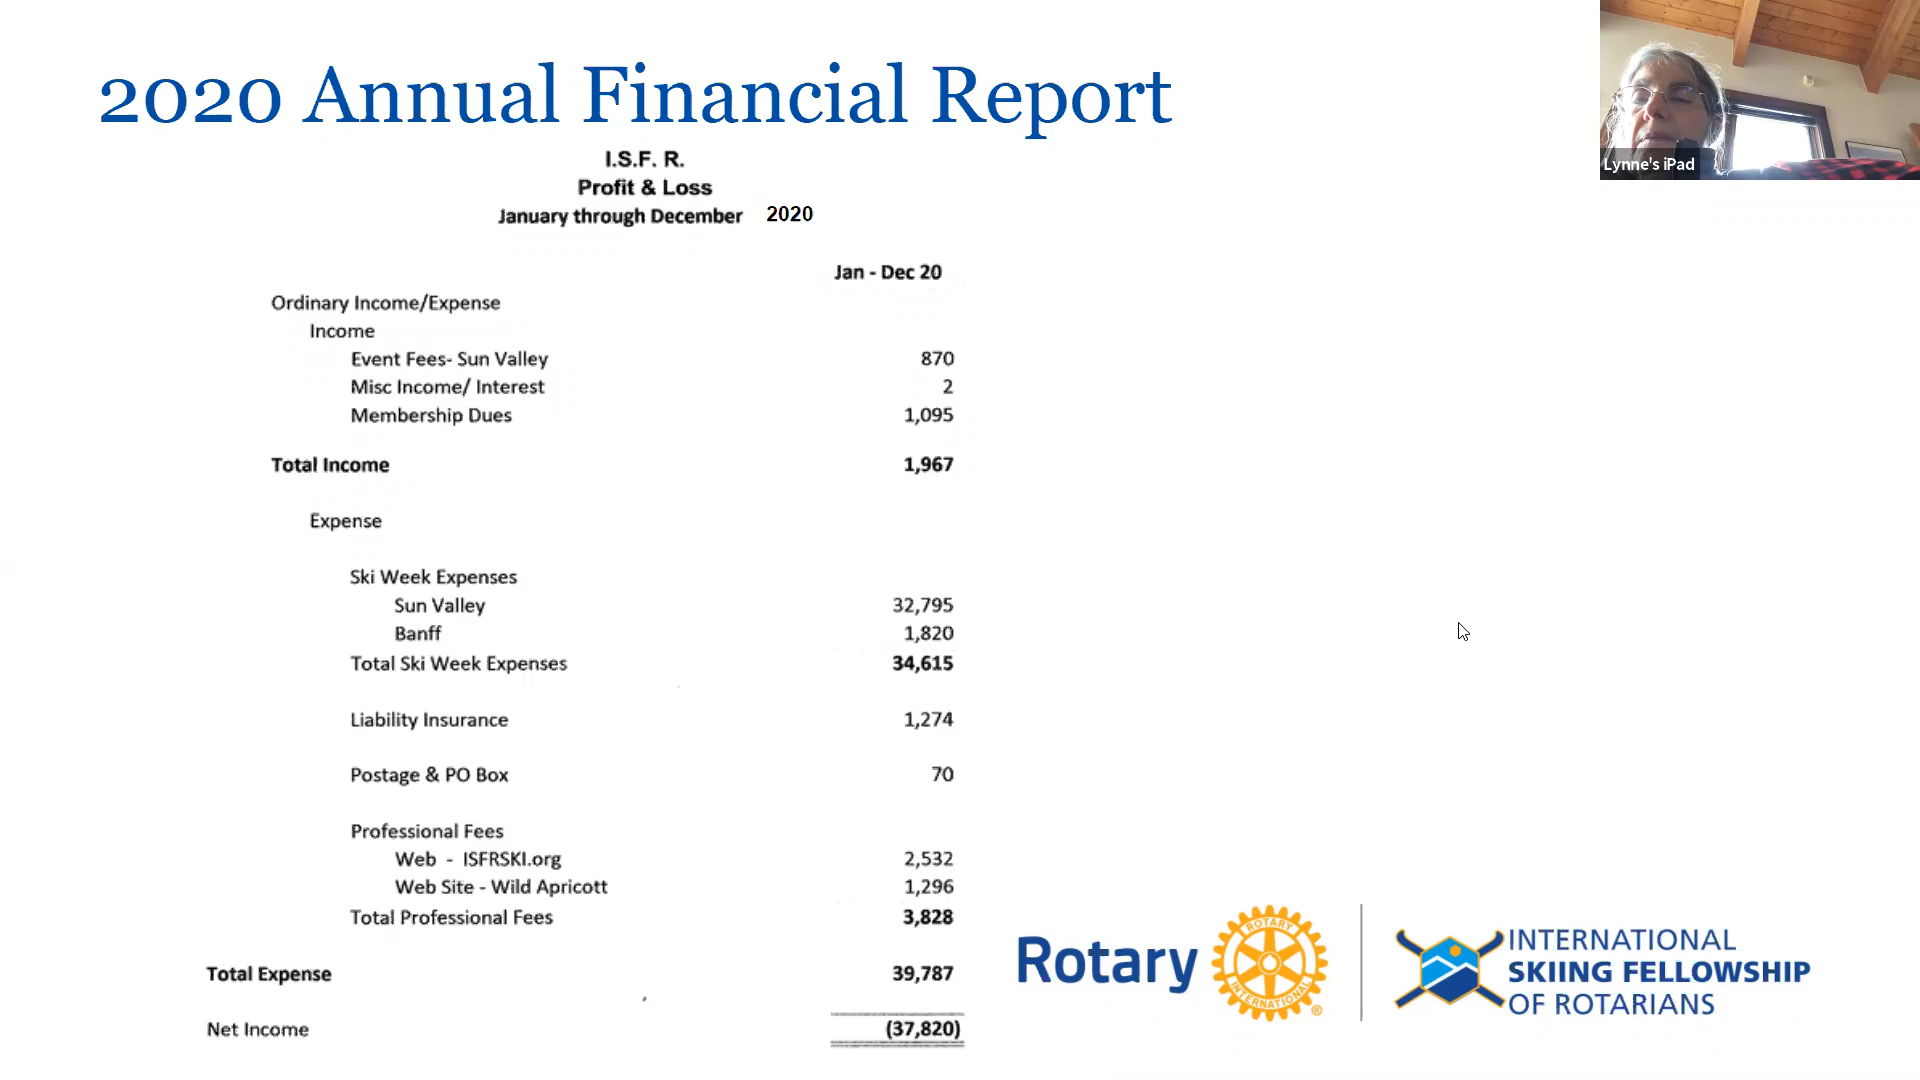 2020 Annual Financial Report
Lynne's iPad
I.S.F. R.
Profit & Loss
January through December 2020
Jan - Dec 20
Ordinary Income/Expense
Income
Event Fees- Sun Valley 870
Misc Income/ Interest 2
Membership Dues 1,095
Total Income 1,967
Expense
Ski Week Expenses
Sun Valley 32,795
Banff 1,820
Total Ski Week Expenses 34,615
Liability Insurance 1,274
Postage & PO Box 70
Professional Fees
Web - ISFRSKI.org 2,532
Web Site - Wild Apricott 1,296
Total Professional Fees 3,828
Total Expense 39,787
Net Income (37,820)
Rotary
ROTARY
INTERNATIONAL
®
INTERNATIONAL
SKIING FELLOWSHIP
OF ROTARIANS